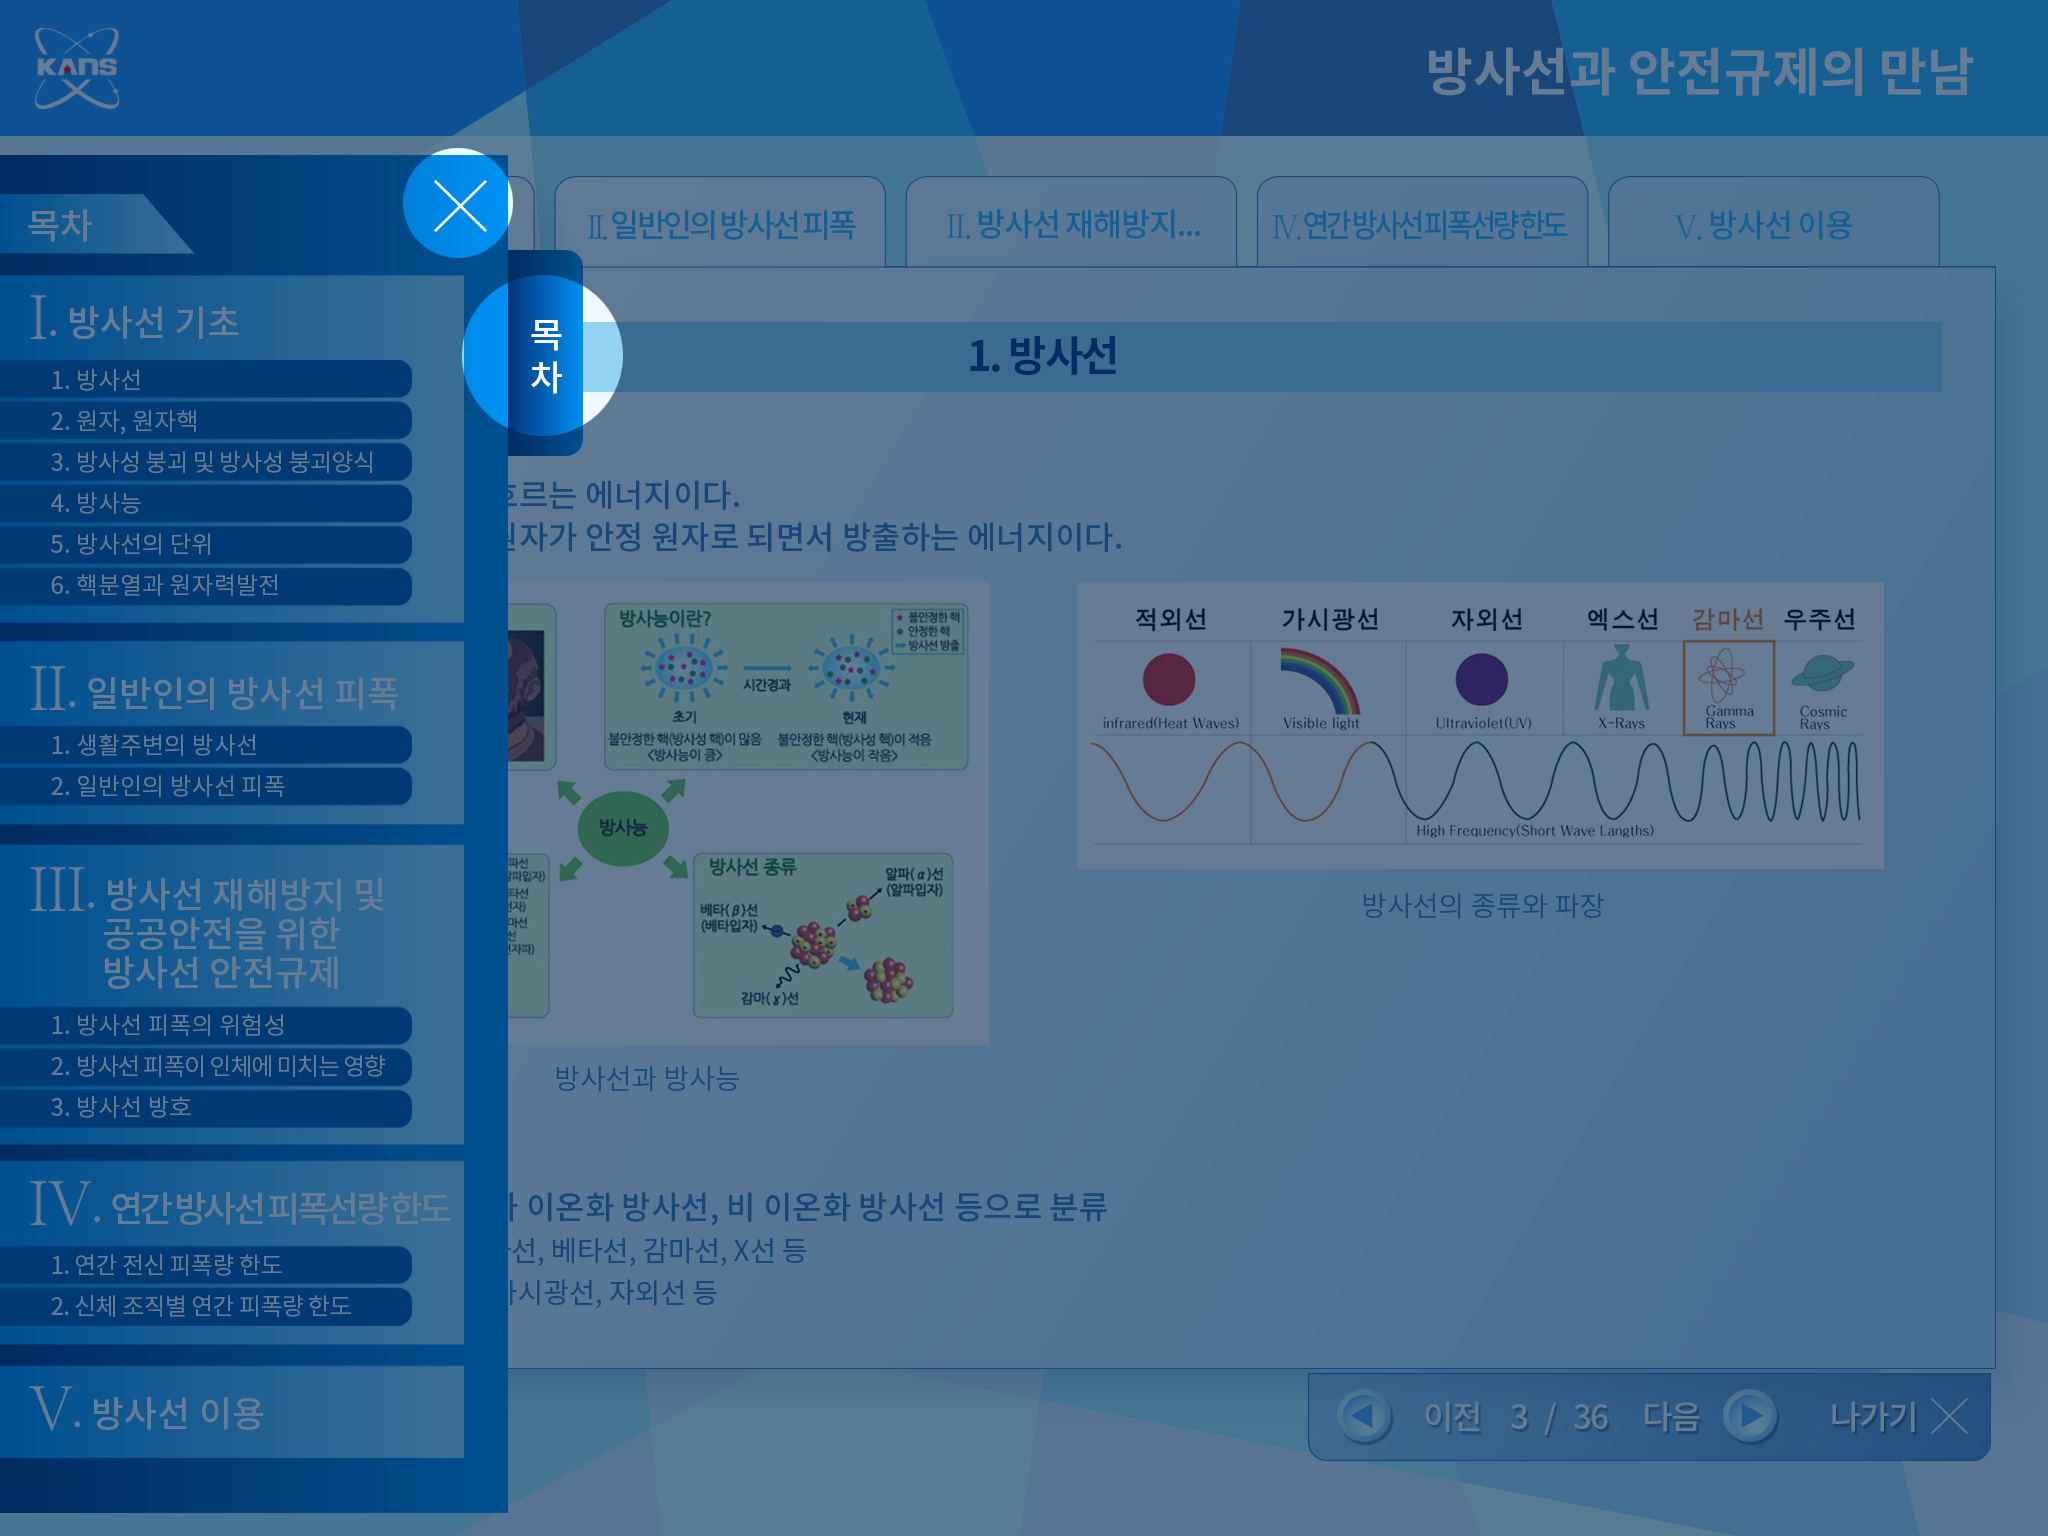 KANS
방사선과 안전규제의 만남
목차
Ⅰ. 방사선 기초
1. 방사선
2. 원자, 원자핵
3. 방사성 붕괴 및 방사성 붕괴양식
4. 방사능
5. 방사선의 단위
6. 핵분열과 원자력발전
Ⅱ. 일반인의 방사선 피폭
1. 생활주변의 방사선
2. 일반인의 방사선 피폭
Ⅲ. 방사선 재해방지 및
공공안전을 위한
방사선 안전규제
1. 방사선 피폭의 위험성
2. 방사선 피폭이 인체에 미치는 영향
3. 방사선 방호
Ⅳ. 연간 방사선 피폭선량 한도
1. 연간 전신 피폭량 한도
2. 신체 조직별 연간 피폭량 한도
Ⅴ. 방사선 이용
목
차
Ⅱ. 일반인의 방사선 피폭
Ⅱ. 방사선 재해방지...
Ⅳ. 연간 방사선 피폭선량 한도
Ⅴ. 방사선 이용
1. 방사선
흐르는 에너지이다.
원자가 안정 원자로 되면서 방출하는 에너지이다.
방사능이란?
불안정한 핵
안정한 핵
방사선 방출
시간경과
초기
현재
불안정한 핵(방사성 핵)이 많음
<방사능이 큼>
불안정한 핵(방사성 핵)이 적음
<방사능이 작음>
방사능
파선
알파입자)
타선
전자)
마선
선
전자파)
방사선 종류
알파(α)선
(알파입자)
베타(β)선
(베타입자)
감마(γ)선
방사선과 방사능
적외선 가시광선 자외선 엑스선 감마선 우주선
infrared(Heat Waves)
Visible light
Ultraviolet(UV)
X-Rays
Gamma
Rays
Cosmic
Rays
High Frequency(Short Wave Langths)
방사선의 종류와 파장
이온화 방사선, 비 이온화 방사선 등으로 분류
선, 베타선, 감마선, X선 등
가시광선, 자외선 등
이전 3 / 36 다음 나가기